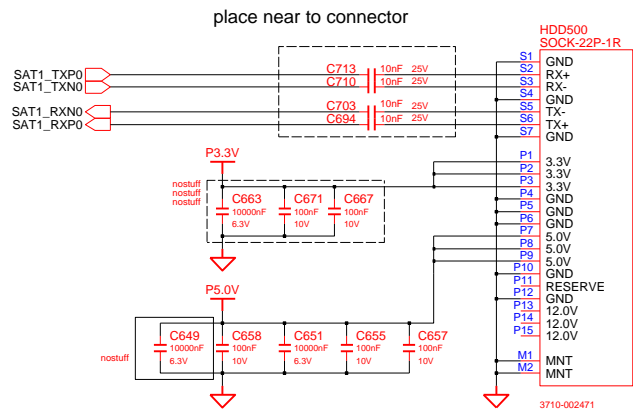 place near to connector
HDD500
SOCK-22P-1R
SAT1_TXP0
SAT1_TXN0
SAT1_RXN0
SAT1_RXP0
C713 10nF 25V
C710 10nF 25V
C703 10nF 25V
C694 10nF 25V
S1 GND
S2 RX+
S3 RX-
S4 GND
S5 TX-
S6 TX+
S7 GND
P1 3.3V
P2 3.3V
P3 3.3V
P4 GND
P5 GND
P6 GND
P7 5.0V
P8 5.0V
P9 5.0V
P10 GND
P11 RESERVE
P12 GND
P13 12.0V
P14 12.0V
P15 12.0V
M1 MNT
M2 MNT
3710-002471
P3.3V
nostuff
nostuff
nostuff
C663 C671 C667
10000nF 100nF 100nF
6.3V 10V 10V
P5.0V
nostuff
C649 C658 C651 C655 C657
10000nF 100nF 10000nF 100nF 100nF
6.3V 10V 6.3V 10V 10V